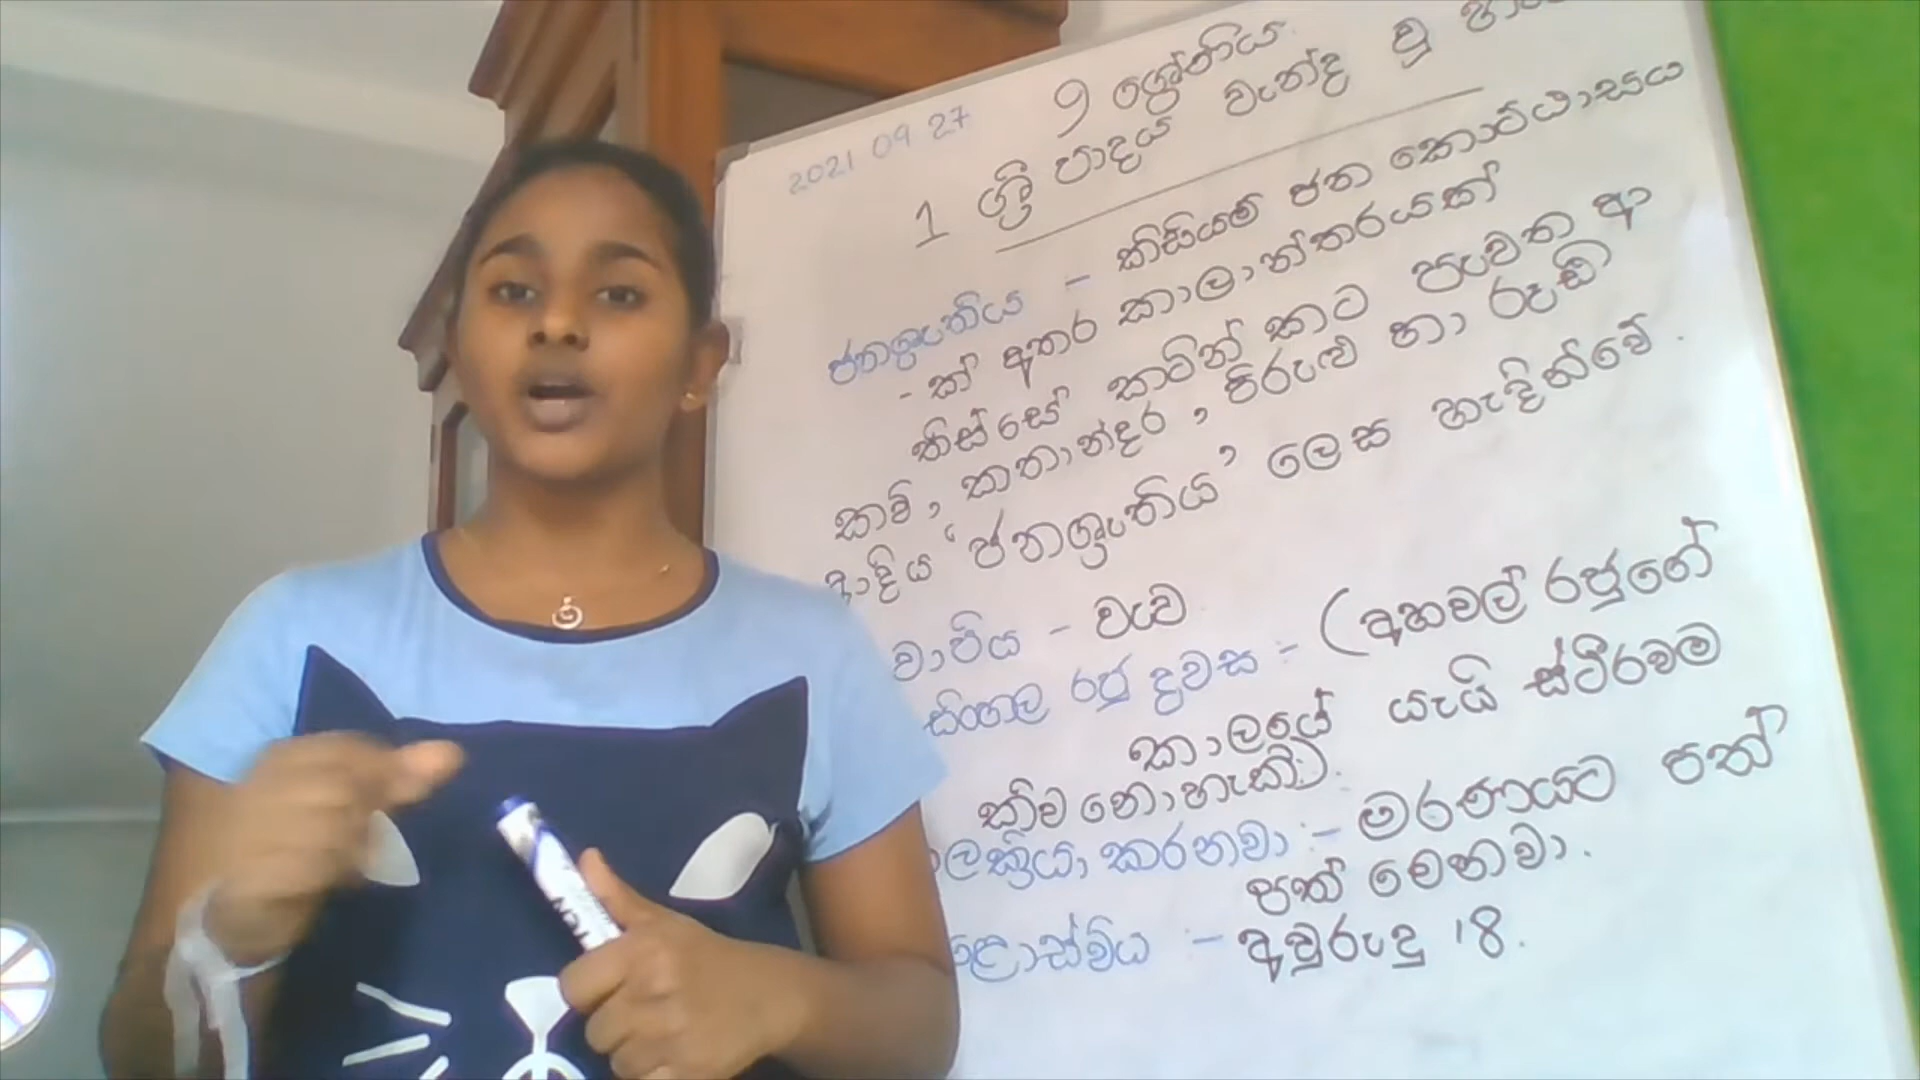 2021 09 27
9 ශ්‍රේණිය.
1 ශ්‍රී පාදය වැන්ද වූ
ජනශ්‍රැතිය - කිසියම් ජන කොට්ඨාසය
- ක් අතර කාලාන්තරයක්
තිස්සේ කටින් කට පැවත ආ
කවි, කතාන්දර, පිරුළු හා රූඪි
ආදිය ‘ජනශ්‍රැතිය’ ලෙස හැඳින්වේ.
වාපිය - වැව
සිංහල රජු දවස :- (අහවල් රජුගේ
කාලයේ යැයි ස්ථිරවම
කිව නොහැකි).
ලක්‍රියා කරනවා :- මරණයට පත්
පත් වෙනවා.
ළොස්විය :- අවුරුදු 18.